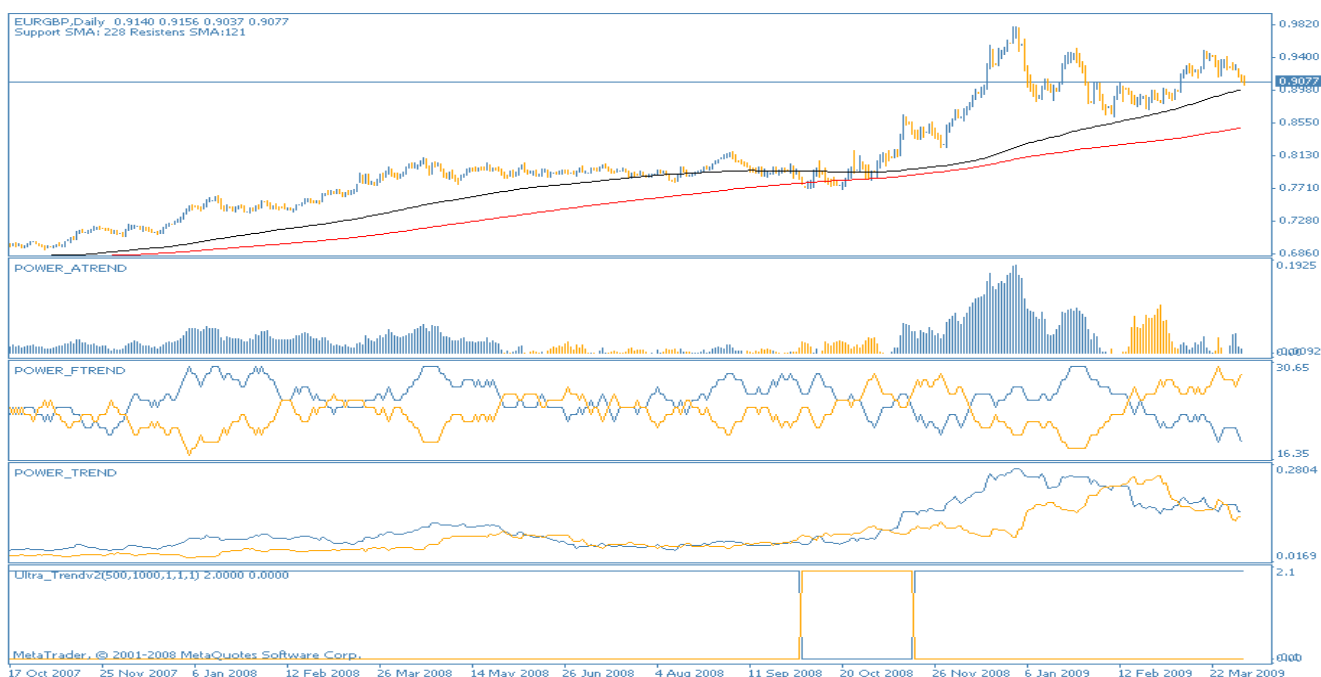 EURGBP,Daily 0.9140 0.9156 0.9037 0.9077
Support SMA: 228 Resistens SMA:121
0.9820
0.9400
0.9077
0.8980
0.8550
0.8130
0.7710
0.7280
0.6860
POWER_ATREND
0.1925
POWER_FTREND
30.65
16.35
POWER_TREND
0.2804
0.0169
Ultra_Trendv2(500,1000,1,1,1) 2.0000 0.0000
2.1
MetaTrader, © 2001-2008 MetaQuotes Software Corp.
17 Oct 2007 25 Nov 2007 6 Jan 2008 12 Feb 2008 26 Mar 2008 14 May 2008 26 Jun 2008 4 Aug 2008 11 Sep 2008 20 Oct 2008 26 Nov 2008 6 Jan 2009 12 Feb 2009 22 Mar 2009